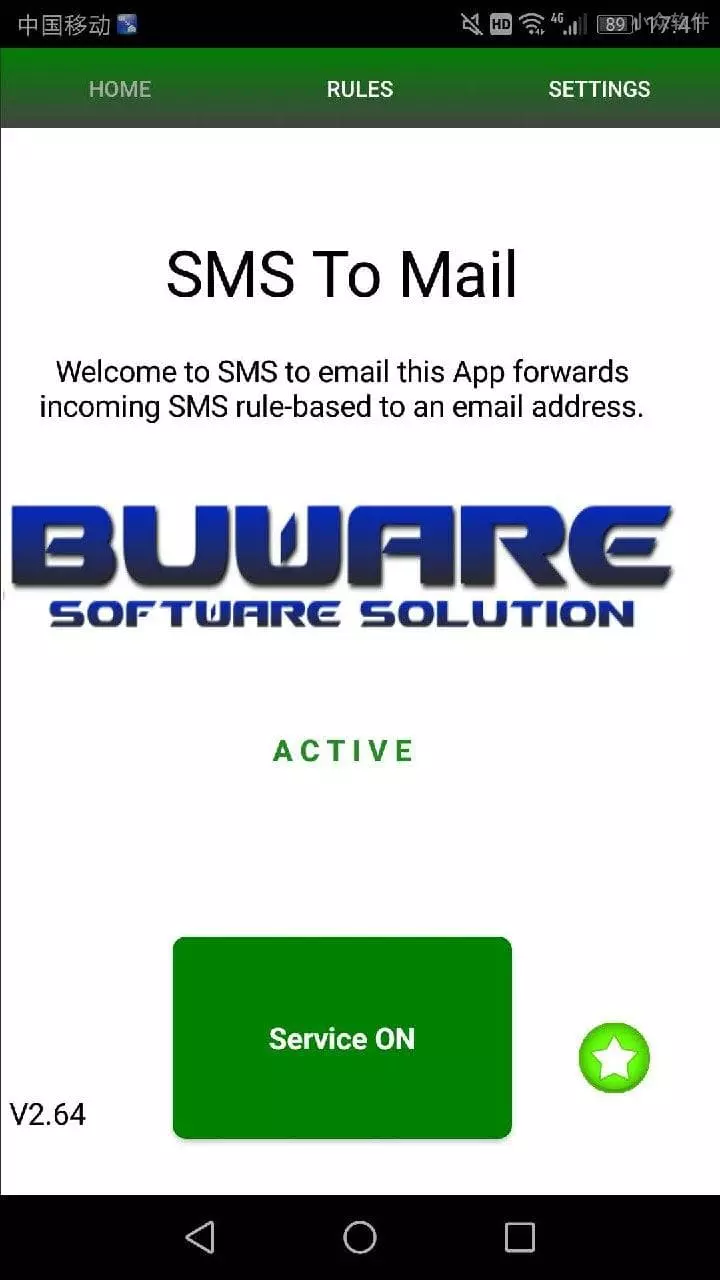 中国移动 HD 4G 89 17:41
小众软件
HOME RULES SETTINGS
SMS To Mail
Welcome to SMS to email this App forwards
incoming SMS rule-based to an email address.
BUWARE
SOFTWARE SOLUTION
ACTIVE
Service ON
V2.64